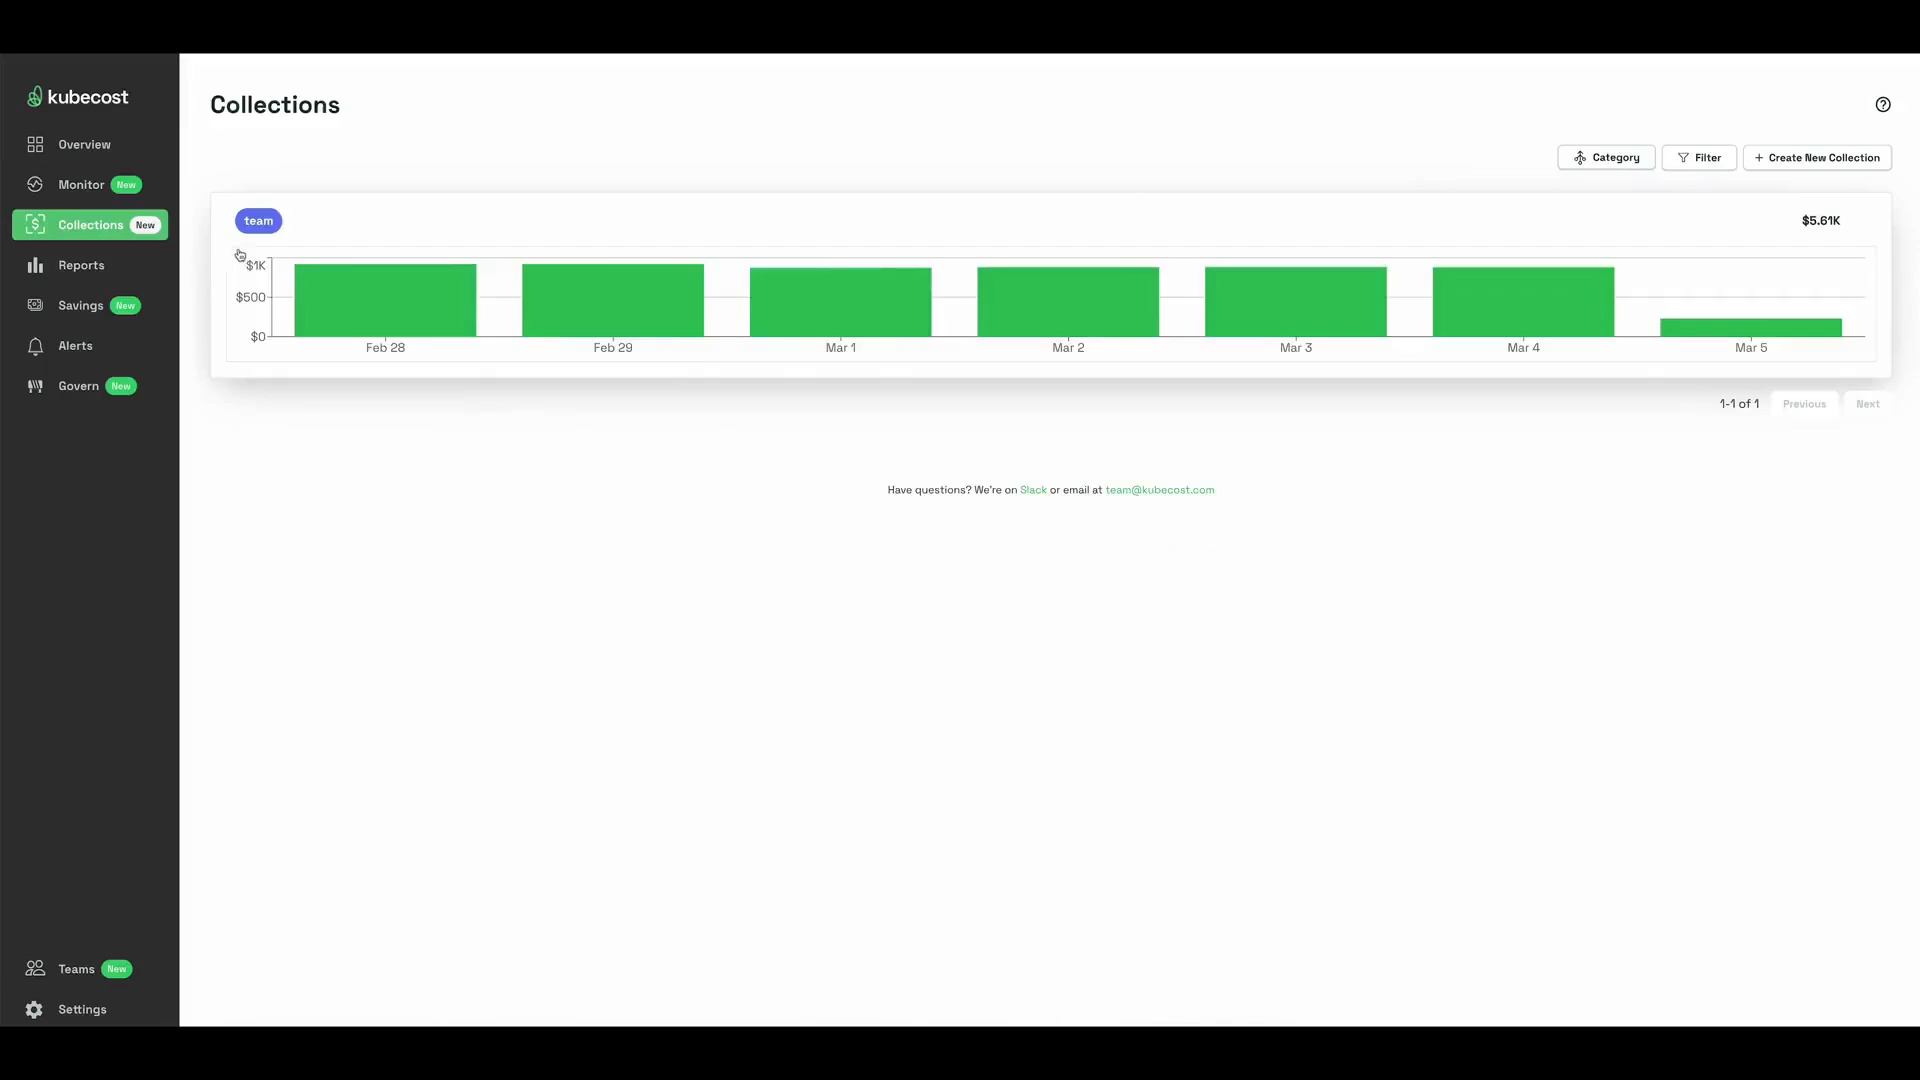 kubecost
Overview
Monitor New
Collections New
Reports
Savings New
Alerts
Govern New
Teams New
Settings
Collections
Category
Filter
+ Create New Collection
team
$5.61K
$1K
$500
$0
Feb 28
Feb 29
Mar 1
Mar 2
Mar 3
Mar 4
Mar 5
1-1 of 1
Previous
Next
Have questions? We're on Slack or email at team@kubecost.com